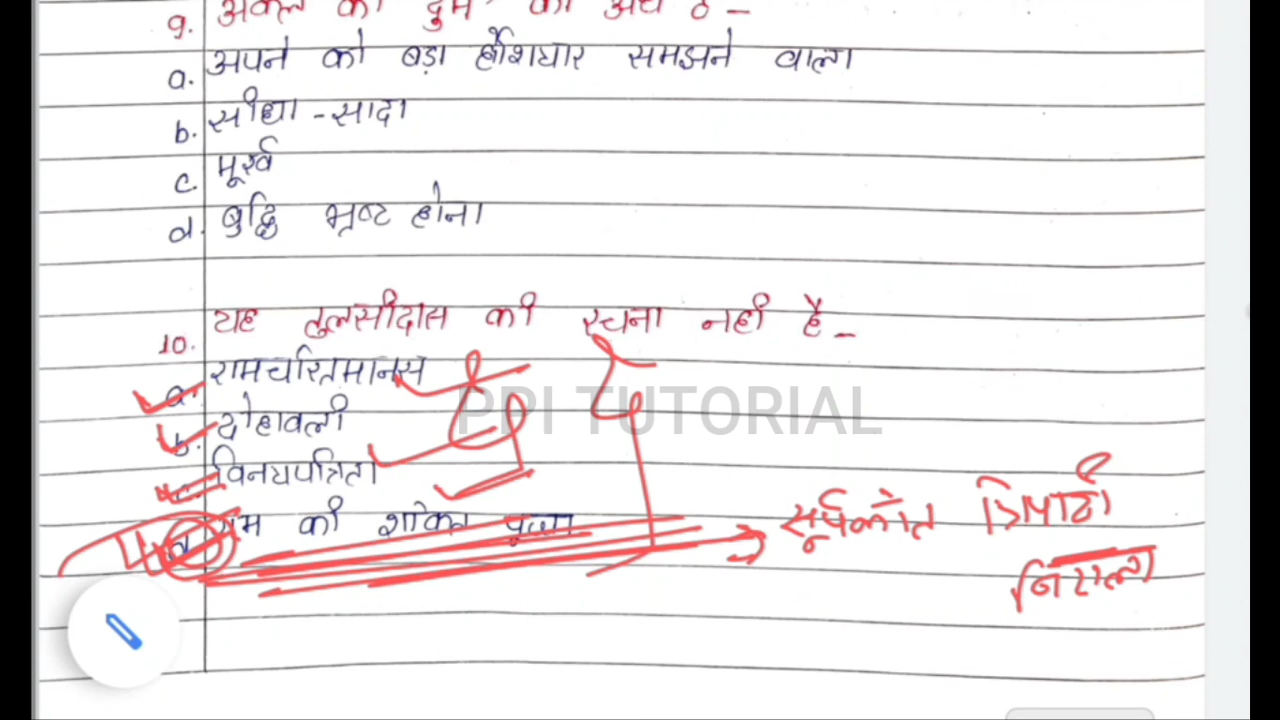 9. अक्ल की दुम का अर्थ है -
a. अपने को बड़ा होशियार समझने वाला
b. सीधा - सादा
c. मूर्ख
d. बुद्धि भृष्ट होना
10. यह तुलसीदास की रचना नही है -
a. रामचरितमानस
b. दोहावली
c. विनयपत्रिता
d. राम की शक्ति पूजा
सूर्यकांत त्रिपाठी
निराला
PPI TUTORIAL